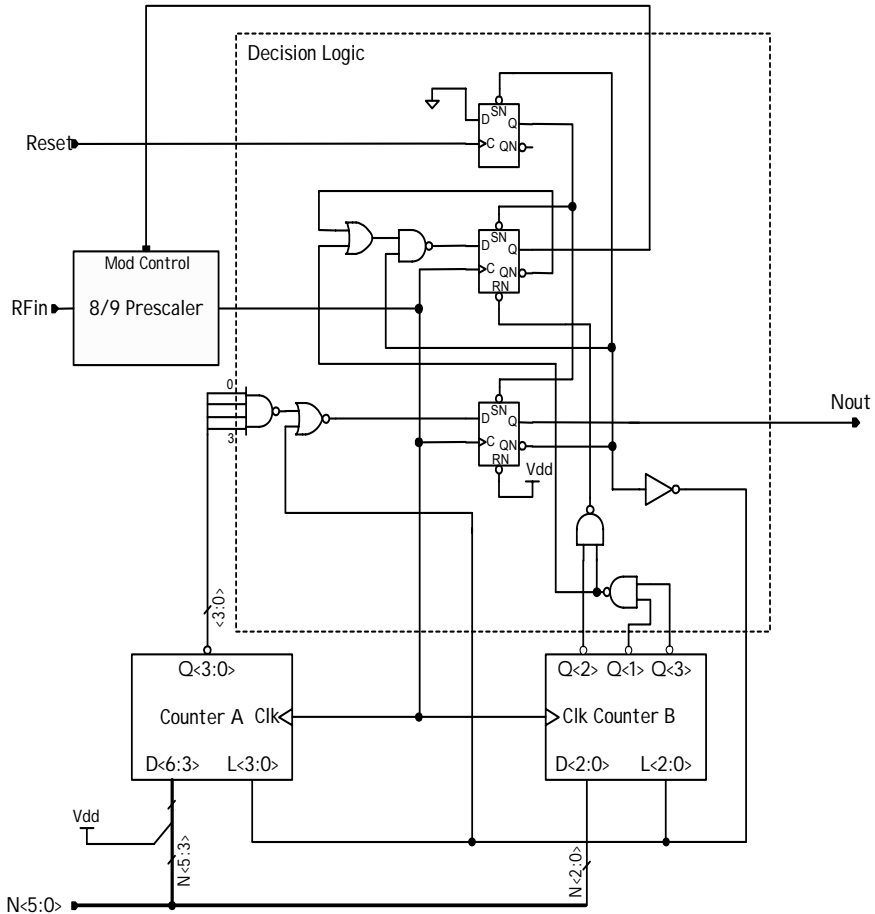 Decision Logic
SN
D
Q
C
QN
Reset
SN
D
Q
C
QN
RN
Mod Control
8/9 Prescaler
RFin
0
3
SN
D
Q
C
QN
RN
Vdd
Nout
<3:0>
Q<3:0>
Counter A
Clk
D<6:3>
L<3:0>
Q<2>
Q<1>
Q<3>
Clk
Counter B
D<2:0>
L<2:0>
Vdd
N<5:3>
N<2:0>
N<5:0>